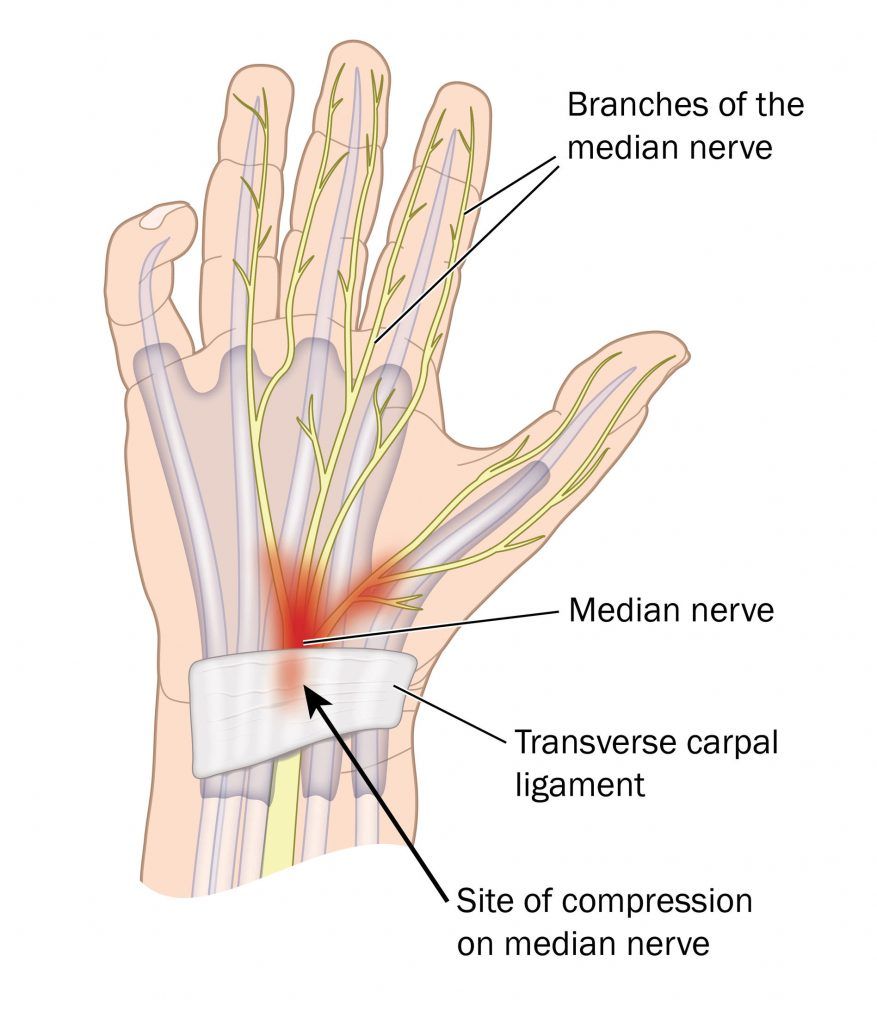 Branches of the
median nerve
Median nerve
Transverse carpal
ligament
Site of compression
on median nerve